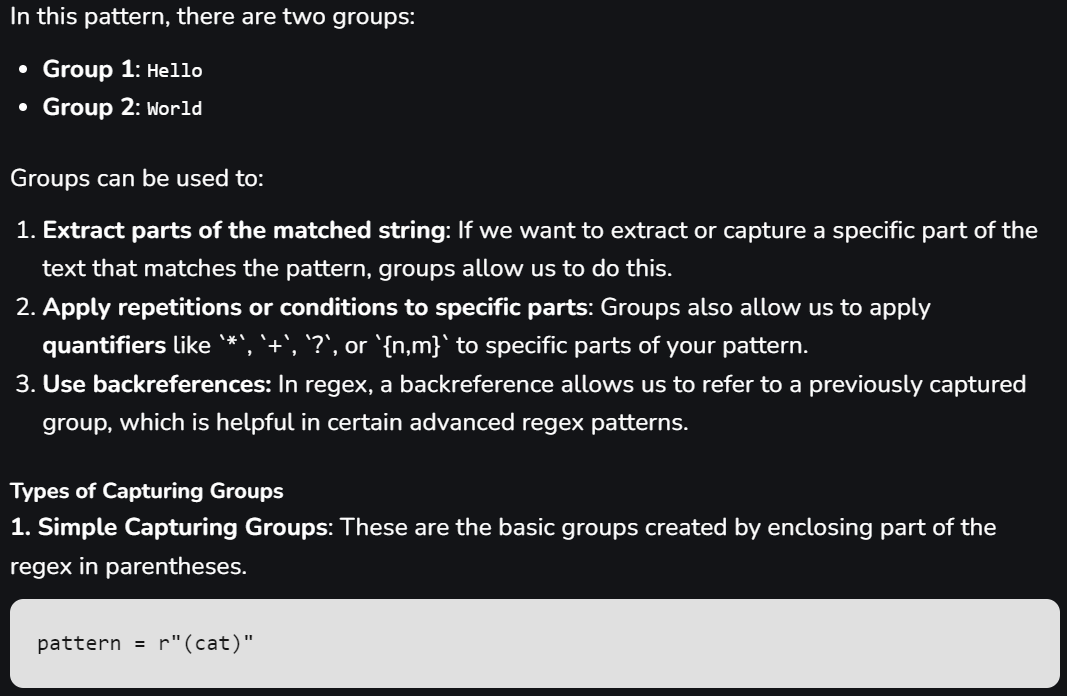 In this pattern, there are two groups:
• Group 1: Hello
• Group 2: World
Groups can be used to:
1. Extract parts of the matched string: If we want to extract or capture a specific part of the
text that matches the pattern, groups allow us to do this.
2. Apply repetitions or conditions to specific parts: Groups also allow us to apply
quantifiers like `*`, `+`, `?`, or `{n,m}` to specific parts of your pattern.
3. Use backreferences: In regex, a backreference allows us to refer to a previously captured
group, which is helpful in certain advanced regex patterns.
Types of Capturing Groups
1. Simple Capturing Groups: These are the basic groups created by enclosing part of the
regex in parentheses.
pattern = r"(cat)"